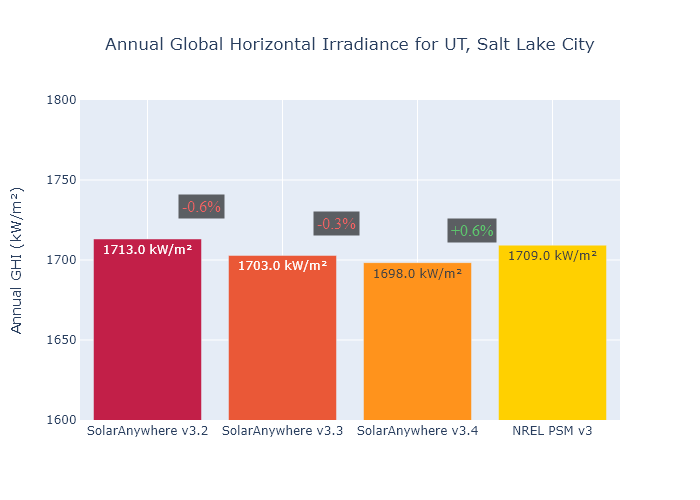 Annual Global Horizontal Irradiance for UT, Salt Lake City
Annual GHI (kW/m²)
1800
1750
1700
1650
1600
-0.6%
-0.3%
+0.6%
1713.0 kW/m²
1703.0 kW/m²
1698.0 kW/m²
1709.0 kW/m²
SolarAnywhere v3.2
SolarAnywhere v3.3
SolarAnywhere v3.4
NREL PSM v3